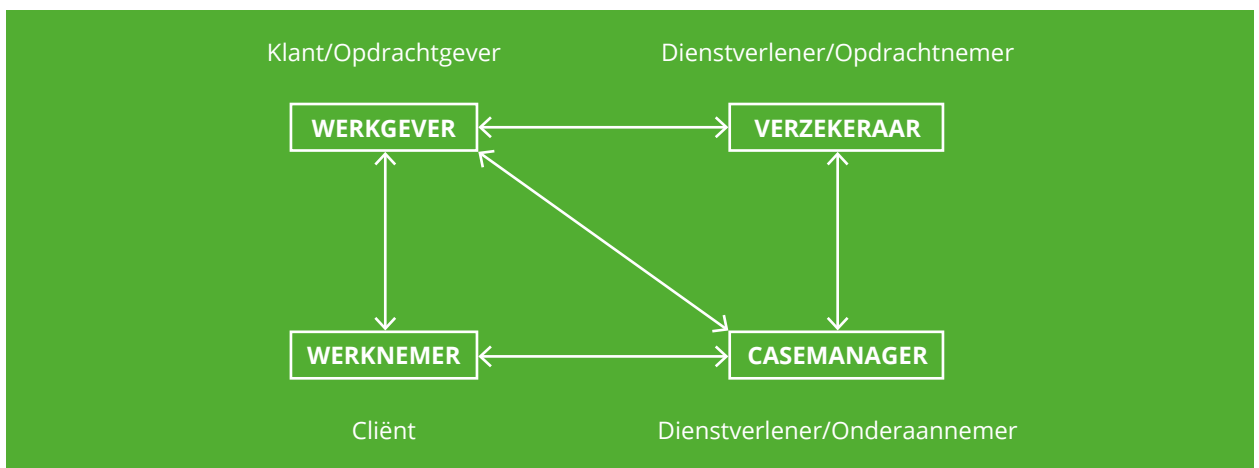 Klant/Opdrachtgever
Dienstverlener/Opdrachtnemer
WERKGEVER
VERZEKERAAR
WERKNEMER
CASEMANAGER
Cliënt
Dienstverlener/Onderaannemer